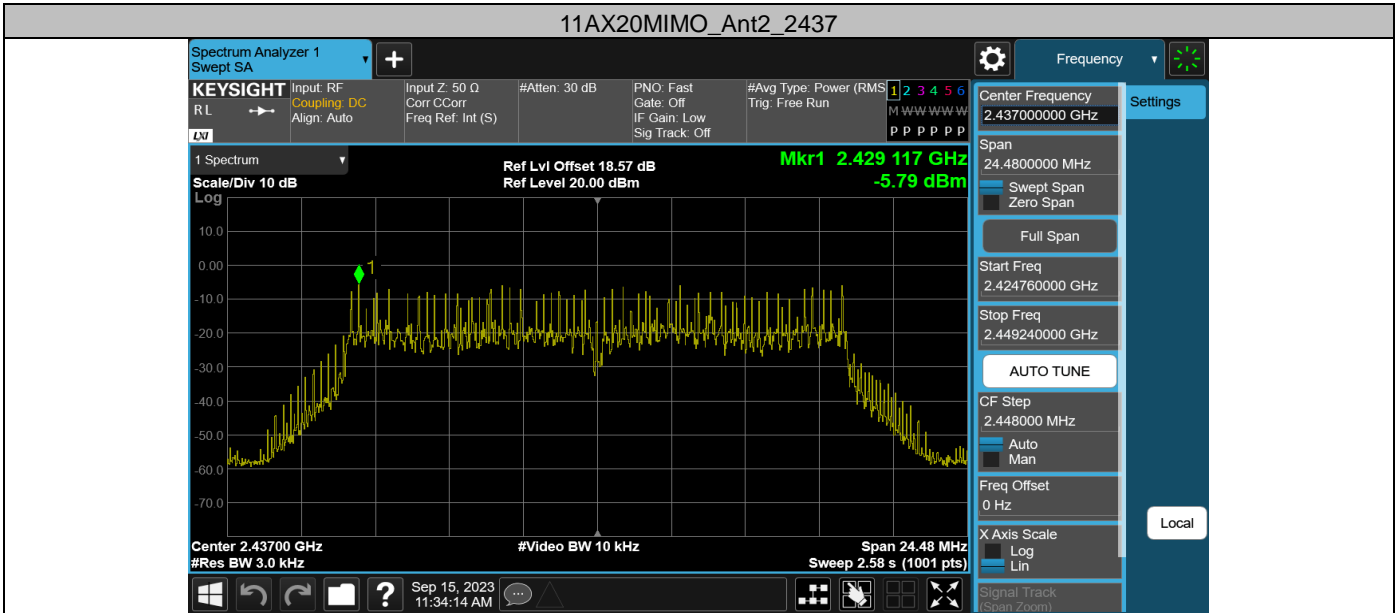 11AX20MIMO_Ant2_2437
Spectrum Analyzer 1
Swept SA
Frequency
KEYSIGHT
RL
LXI
Input: RF
Coupling: DC
Align: Auto
Input Z: 50 Ω
Corr CCorr
Freq Ref: Int (S)
#Atten: 30 dB
PNO: Fast
Gate: Off
IF Gain: Low
Sig Track: Off
#Avg Type: Power (RMS
Trig: Free Run
1 2 3 4 5 6
M W W W W W
P P P P P P
1 Spectrum
Scale/Div 10 dB
Log
Ref Lvl Offset 18.57 dB
Ref Level 20.00 dBm
Mkr1 2.429 117 GHz
-5.79 dBm
1
10.0
0.00
-10.0
-20.0
-30.0
-40.0
-50.0
-60.0
-70.0
Center 2.43700 GHz
#Res BW 3.0 kHz
#Video BW 10 kHz
Span 24.48 MHz
Sweep 2.58 s (1001 pts)
Sep 15, 2023
11:34:14 AM
Center Frequency
2.437000000 GHz
Span
24.4800000 MHz
Swept Span
Zero Span
Full Span
Start Freq
2.424760000 GHz
Stop Freq
2.449240000 GHz
AUTO TUNE
CF Step
2.448000 MHz
Auto
Man
Freq Offset
0 Hz
X Axis Scale
Log
Lin
Signal Track
(Span Zoom)
Settings
Local